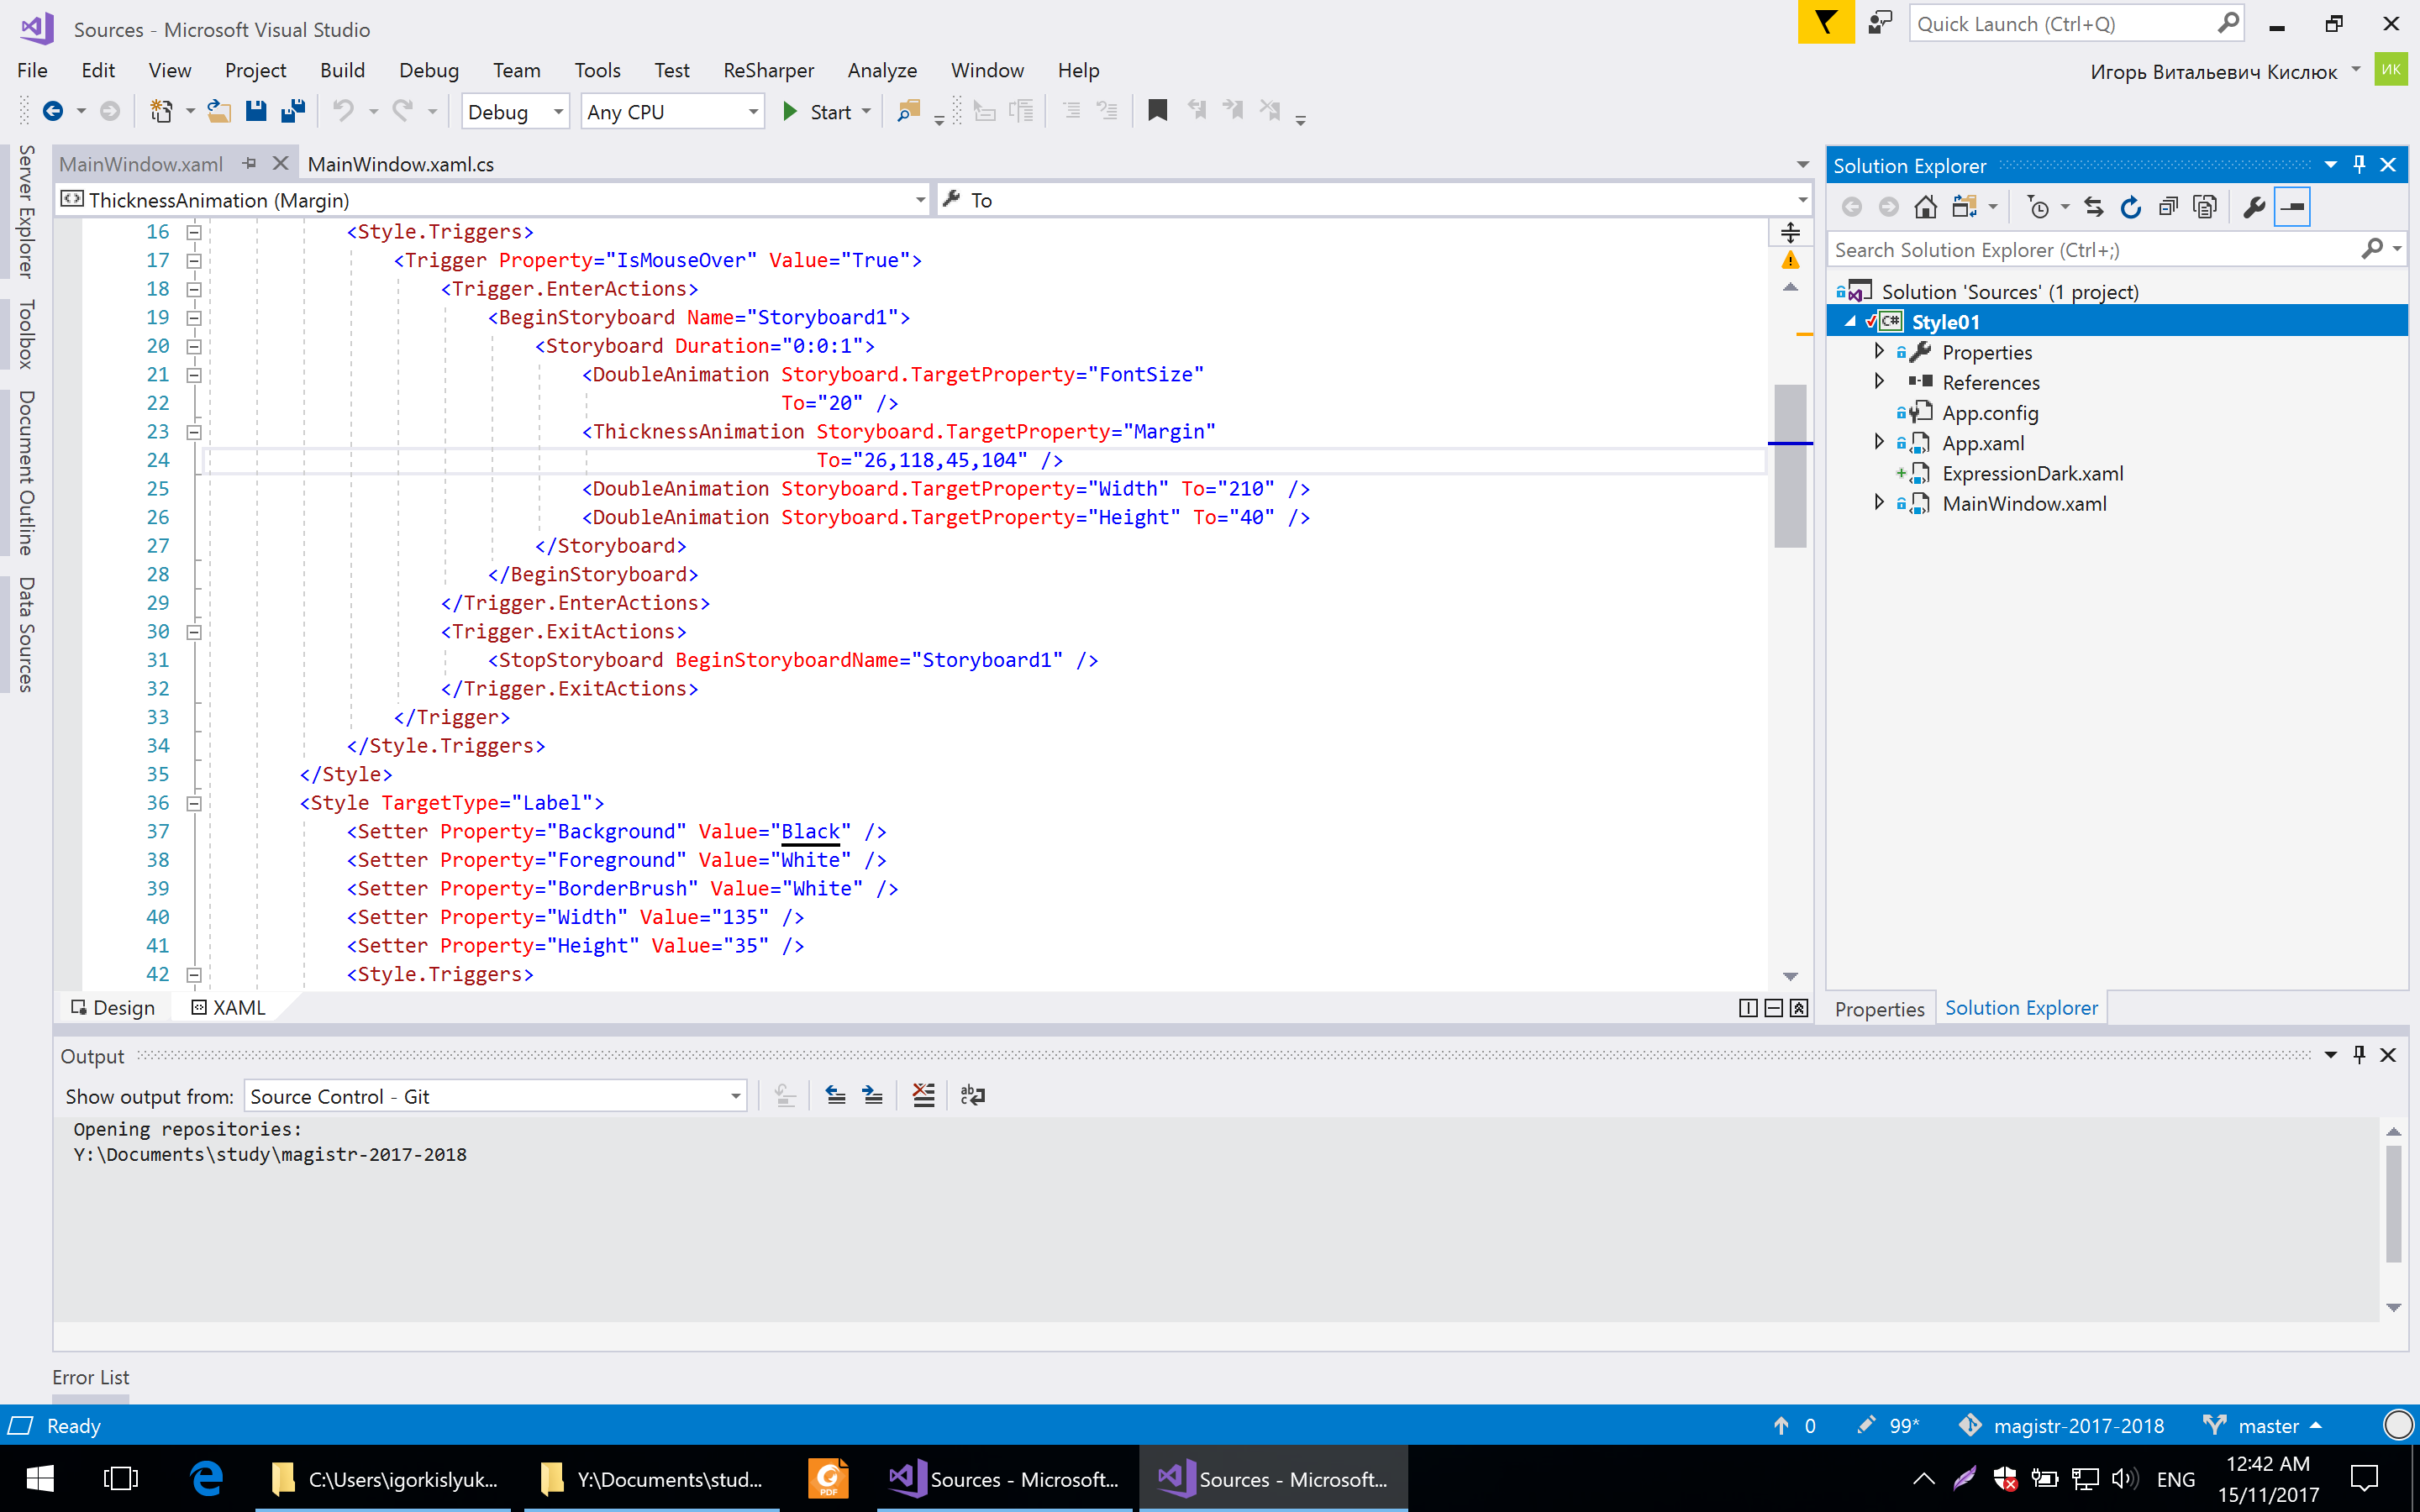 Sources - Microsoft Visual Studio
Quick Launch (Ctrl+Q)
File Edit View Project Build Debug Team Tools Test ReSharper Analyze Window Help
Игорь Витальевич Кислюк
ИК
Debug Any CPU Start
Server Explorer
Toolbox
Document Outline
Data Sources
MainWindow.xaml MainWindow.xaml.cs
ThicknessAnimation (Margin) To
16 <Style.Triggers>
17 <Trigger Property="IsMouseOver" Value="True">
18 <Trigger.EnterActions>
19 <BeginStoryboard Name="Storyboard1">
20 <Storyboard Duration="0:0:1">
21 <DoubleAnimation Storyboard.TargetProperty="FontSize"
22 To="20" />
23 <ThicknessAnimation Storyboard.TargetProperty="Margin"
24 To="26,118,45,104" />
25 <DoubleAnimation Storyboard.TargetProperty="Width" To="210" />
26 <DoubleAnimation Storyboard.TargetProperty="Height" To="40" />
27 </Storyboard>
28 </BeginStoryboard>
29 </Trigger.EnterActions>
30 <Trigger.ExitActions>
31 <StopStoryboard BeginStoryboardName="Storyboard1" />
32 </Trigger.ExitActions>
33 </Trigger>
34 </Style.Triggers>
35 </Style>
36 <Style TargetType="Label">
37 <Setter Property="Background" Value="Black" />
38 <Setter Property="Foreground" Value="White" />
39 <Setter Property="BorderBrush" Value="White" />
40 <Setter Property="Width" Value="135" />
41 <Setter Property="Height" Value="35" />
42 <Style.Triggers>
Design XAML
Solution Explorer
Search Solution Explorer (Ctrl+;)
Solution 'Sources' (1 project)
C# Style01
Properties
References
App.config
App.xaml
ExpressionDark.xaml
MainWindow.xaml
Properties Solution Explorer
Output
Show output from: Source Control - Git
Opening repositories:
Y:\Documents\study\magistr-2017-2018
Error List
Ready 0 99* magistr-2017-2018 master
C:\Users\igorkislyuk... Y:\Documents\stud... PDF Sources - Microsoft... Sources - Microsoft... ENG
12:42 AM
15/11/2017